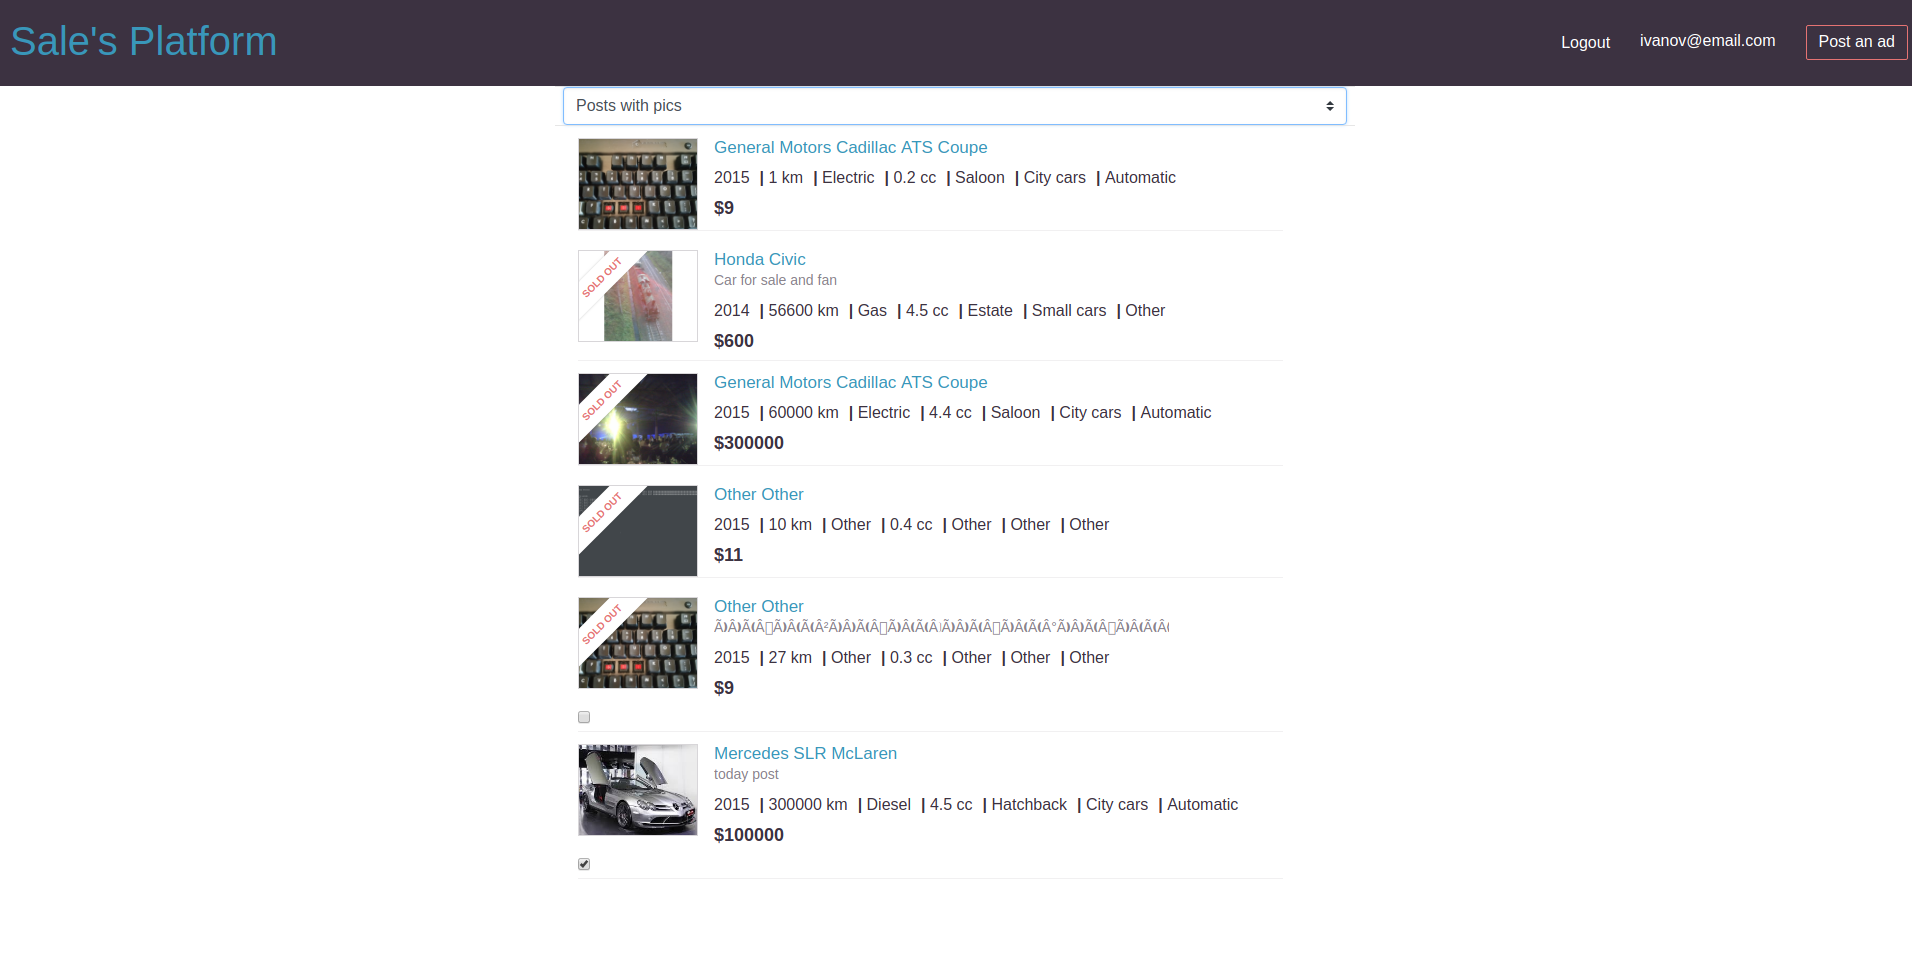 Sale's Platform
Logout ivanov@email.com Post an ad
Posts with pics
General Motors Cadillac ATS Coupe
2015 | 1 km | Electric | 0.2 cc | Saloon | City cars | Automatic
$9
SOLD OUT
Honda Civic
Car for sale and fan
2014 | 56600 km | Gas | 4.5 cc | Estate | Small cars | Other
$600
SOLD OUT
General Motors Cadillac ATS Coupe
2015 | 60000 km | Electric | 4.4 cc | Saloon | City cars | Automatic
$300000
SOLD OUT
Other Other
2015 | 10 km | Other | 0.4 cc | Other | Other | Other
$11
SOLD OUT
Other Other
2015 | 27 km | Other | 0.3 cc | Other | Other | Other
$9
Mercedes SLR McLaren
today post
2015 | 300000 km | Diesel | 4.5 cc | Hatchback | City cars | Automatic
$100000